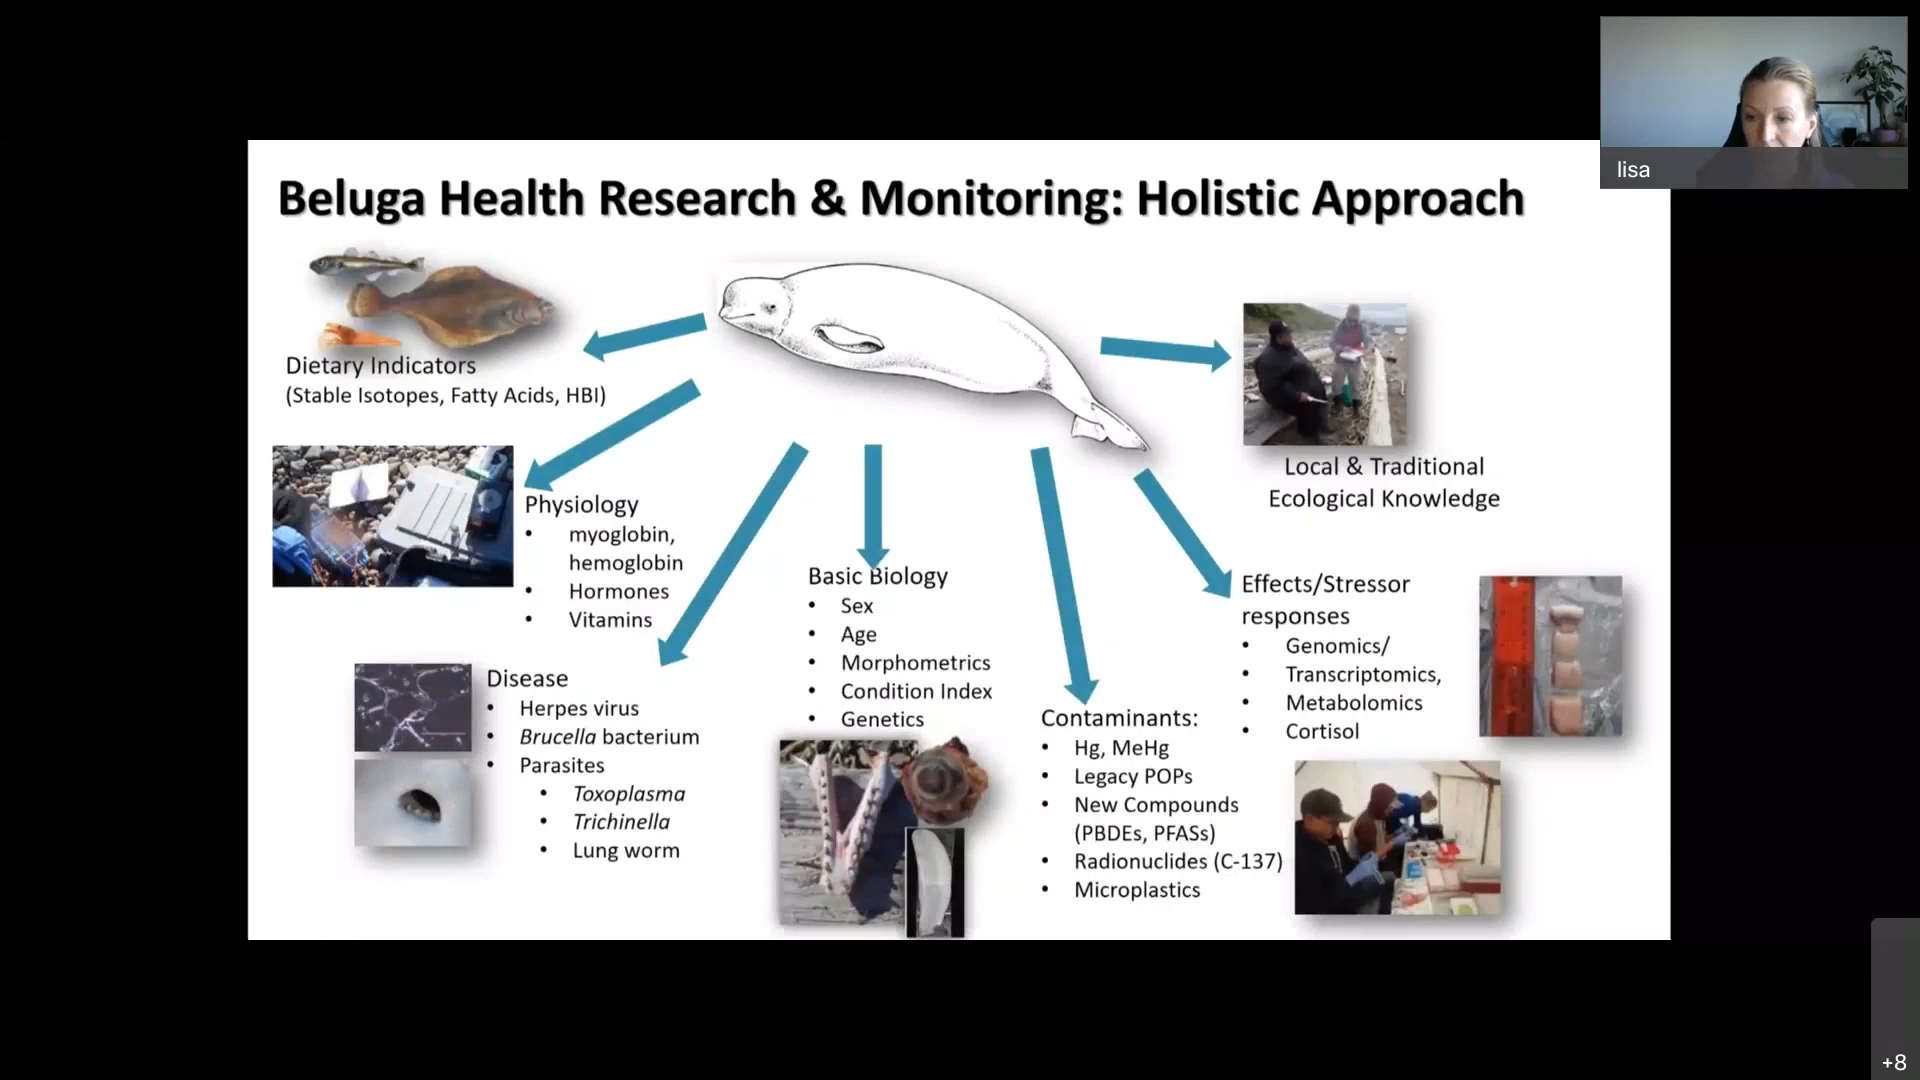 lisa
Beluga Health Research & Monitoring: Holistic Approach
Dietary Indicators
(Stable Isotopes, Fatty Acids, HBI)
Physiology
• myoglobin,
hemoglobin
• Hormones
• Vitamins
Disease
• Herpes virus
• Brucella bacterium
• Parasites
• Toxoplasma
• Trichinella
• Lung worm
Basic Biology
• Sex
• Age
• Morphometrics
• Condition Index
• Genetics
Contaminants:
• Hg, MeHg
• Legacy POPs
• New Compounds
(PBDEs, PFASs)
• Radionuclides (C-137)
• Microplastics
Effects/Stressor
responses
• Genomics/
• Transcriptomics,
• Metabolomics
• Cortisol
Local & Traditional
Ecological Knowledge
+8